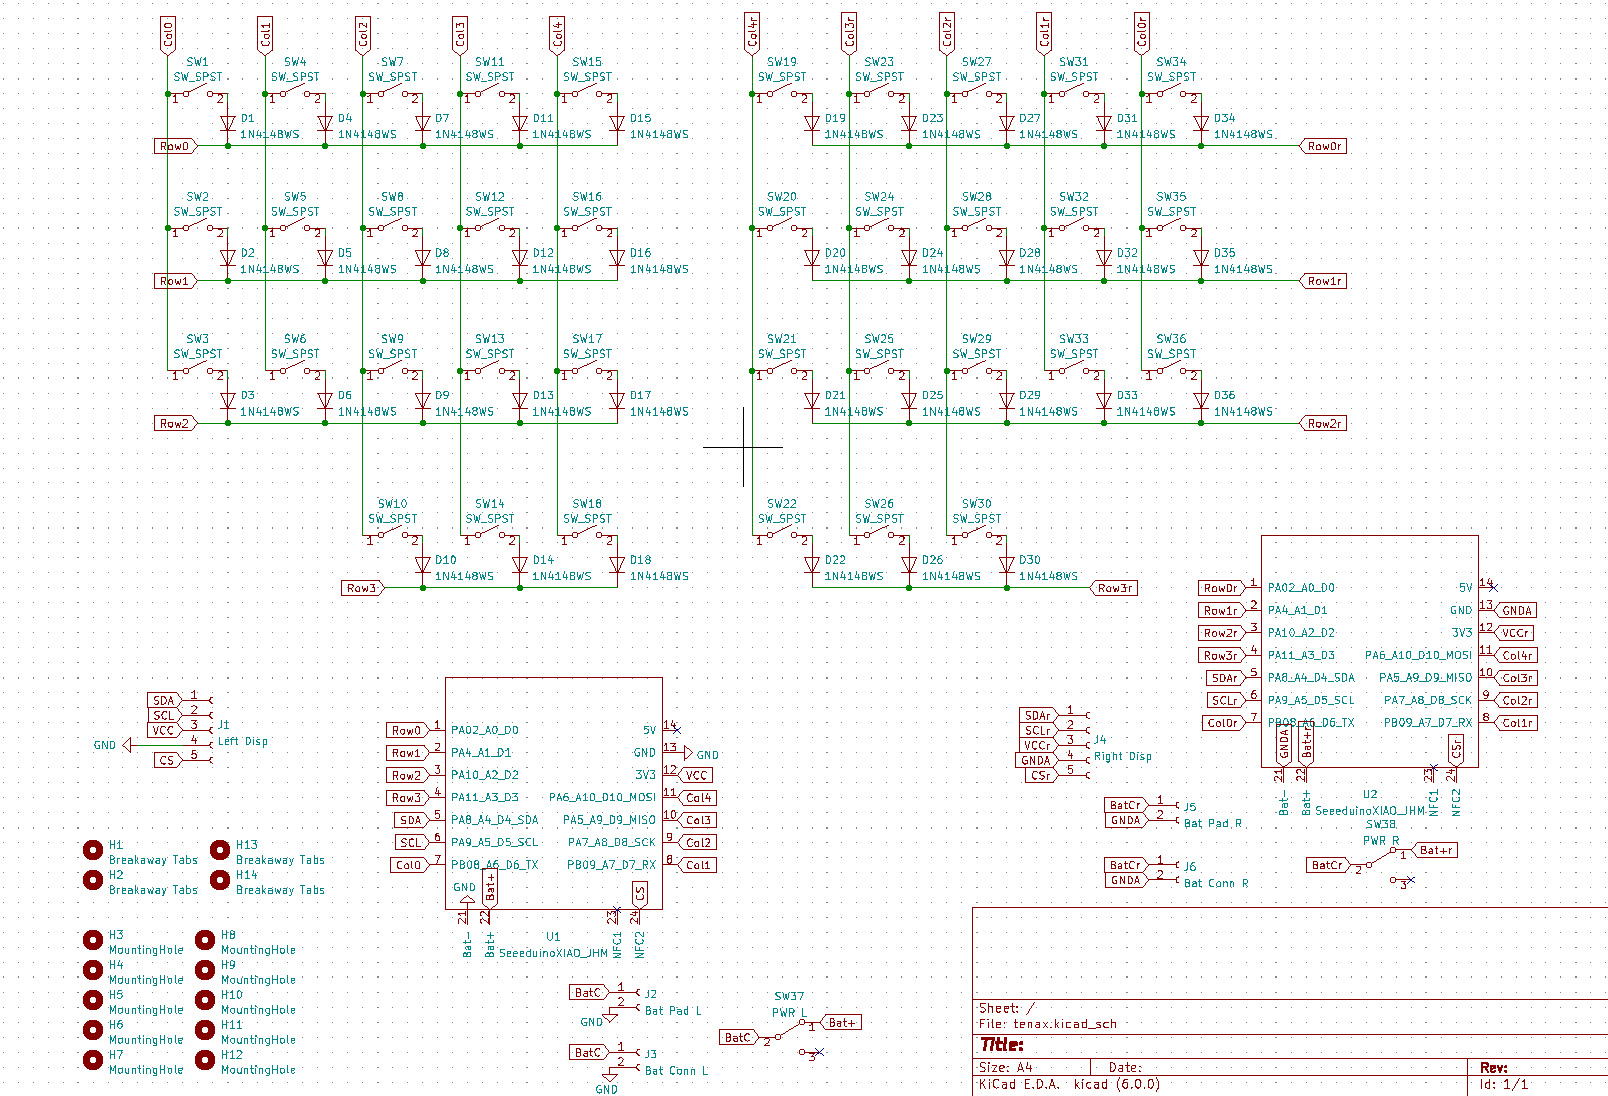 Col0 Col1 Col2 Col3 Col4 Col4r Col3r Col2r Col1r Col0r
SW1 SW4 SW7 SW11 SW15 SW19 SW23 SW27 SW31 SW34
SW_SPST SW_SPST SW_SPST SW_SPST SW_SPST SW_SPST SW_SPST SW_SPST SW_SPST SW_SPST
1 2 1 2 1 2 1 2 1 2 1 2 1 2 1 2 1 2 1 2
D1 D4 D7 D11 D15 D19 D23 D27 D31 D34
1N4148WS 1N4148WS 1N4148WS 1N4148WS 1N4148WS 1N4148WS 1N4148WS 1N4148WS 1N4148WS 1N4148WS
Row0 Row0r
SW2 SW5 SW8 SW12 SW16 SW20 SW24 SW28 SW32 SW35
SW_SPST SW_SPST SW_SPST SW_SPST SW_SPST SW_SPST SW_SPST SW_SPST SW_SPST SW_SPST
1 2 1 2 1 2 1 2 1 2 1 2 1 2 1 2 1 2 1 2
D2 D5 D8 D12 D16 D20 D24 D28 D32 D35
1N4148WS 1N4148WS 1N4148WS 1N4148WS 1N4148WS 1N4148WS 1N4148WS 1N4148WS 1N4148WS 1N4148WS
Row1 Row1r
SW3 SW6 SW9 SW13 SW17 SW21 SW25 SW29 SW33 SW36
SW_SPST SW_SPST SW_SPST SW_SPST SW_SPST SW_SPST SW_SPST SW_SPST SW_SPST SW_SPST
1 2 1 2 1 2 1 2 1 2 1 2 1 2 1 2 1 2 1 2
D3 D6 D9 D13 D17 D21 D25 D29 D33 D36
1N4148WS 1N4148WS 1N4148WS 1N4148WS 1N4148WS 1N4148WS 1N4148WS 1N4148WS 1N4148WS 1N4148WS
Row2 Row2r
SW10 SW14 SW18 SW22 SW26 SW30
SW_SPST SW_SPST SW_SPST SW_SPST SW_SPST SW_SPST
1 2 1 2 1 2 1 2 1 2 1 2
D10 D14 D18 D22 D26 D30
1N4148WS 1N4148WS 1N4148WS 1N4148WS 1N4148WS 1N4148WS
Row3 Row3r
Row0r 1 PA02_A0_D0 5V 14
Row1r 2 PA4_A1_D1 GND 13 GNDA
Row2r 3 PA10_A2_D2 3V3 12 VCCr
Row3r 4 PA11_A3_D3 PA6_A10_D10_MOSI 11 Col4r
SDAr 5 PA8_A4_D4_SDA PA5_A9_D9_MISO 10 Col3r
SCLr 6 PA9_A5_D5_SCL PA7_A8_D8_SCK 9 Col2r
Col0r 7 PB08_A6_D6_TX PB09_A7_D7_RX 8 Col1r
GNDA Bat+r CSr
21 22 23 24
Bat- Bat+ NFC1 NFC2
U2
SeeeduinoXIAO_JHM
SDA 1
SCL 2
VCC 3 J1
GND 4 Left Disp
CS 5
Row0 1 PA02_A0_D0 5V 14
Row1 2 PA4_A1_D1 GND 13 GND
Row2 3 PA10_A2_D2 3V3 12 VCC
Row3 4 PA11_A3_D3 PA6_A10_D10_MOSI 11 Col4
SDA 5 PA8_A4_D4_SDA PA5_A9_D9_MISO 10 Col3
SCL 6 PA9_A5_D5_SCL PA7_A8_D8_SCK 9 Col2
Col0 7 PB08_A6_D6_TX PB09_A7_D7_RX 8 Col1
GND Bat+ CS
21 22 23 24
Bat- Bat+ NFC1 NFC2
U1
SeeeduinoXIAO_JHM
SDAr 1
SCLr 2
VCCr 3 J4
GNDA 4 Right Disp
CSr 5
BatCr 1 J5
GNDA 2 Bat Pad R
BatCr 1 J6
GNDA 2 Bat Conn R
SW38
PWR R
BatCr 2 1 Bat+r
3
H1
Breakaway Tabs
H13
Breakaway Tabs
H2
Breakaway Tabs
H14
Breakaway Tabs
H3
MountingHole
H8
MountingHole
H4
MountingHole
H9
MountingHole
H5
MountingHole
H10
MountingHole
H6
MountingHole
H11
MountingHole
H7
MountingHole
H12
MountingHole
BatC 1 J2
GND 2 Bat Pad L
BatC 1 J3
2 Bat Conn L
GND
SW37
PWR L
BatC 2 1 Bat+
3
Sheet: /
File: tenax.kicad_sch
Title:
Size: A4 Date: Rev:
KiCad E.D.A. kicad (6.0.0) Id: 1/1